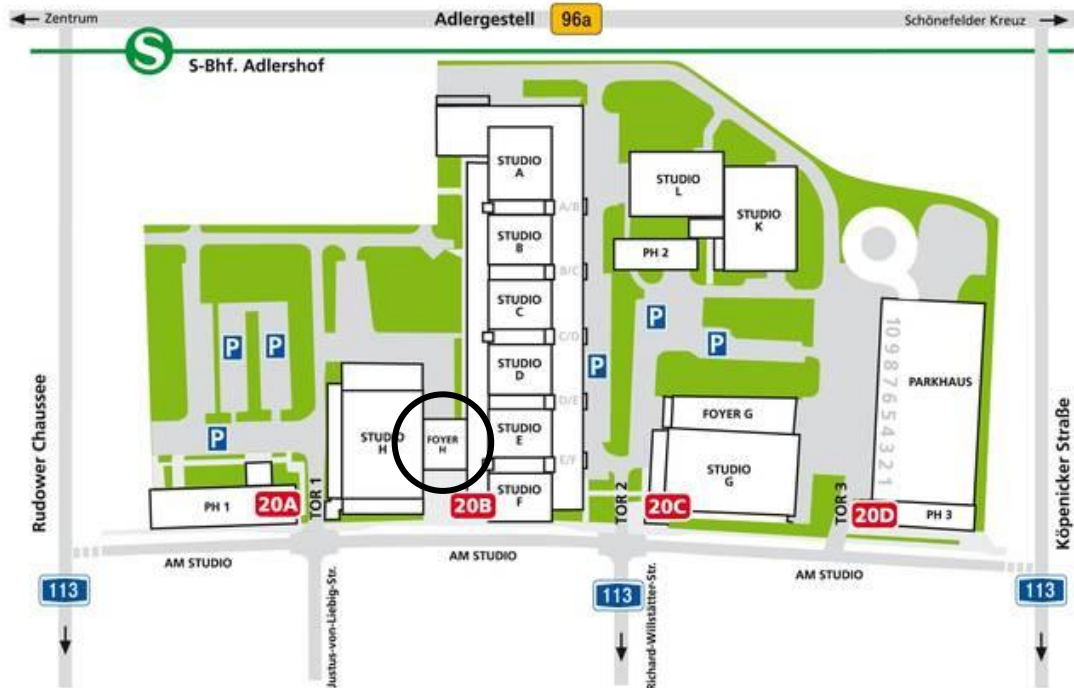 Zentrum
Adlergestell
96a
Schönefelder Kreuz
S
S-Bhf. Adlershof
STUDIO
A
A/B
STUDIO
B
B/C
STUDIO
C
C/D
STUDIO
D
D/E
STUDIO
E
E/F
STUDIO
F
STUDIO
L
STUDIO
K
PH 2
P
P
P
P
P
P
10 9 8 7 6 5 4 3 2 1
PARKHAUS
FOYER G
STUDIO
G
STUDIO
H
FOYER
H
PH 1
20A
TOR 1
20B
TOR 2
20C
TOR 3
20D
PH 3
Rudower Chaussee
Köpenicker Straße
AM STUDIO
AM STUDIO
AM STUDIO
113
113
113
Justus-von-Liebig-Str.
Richard-Willstätter-Str.